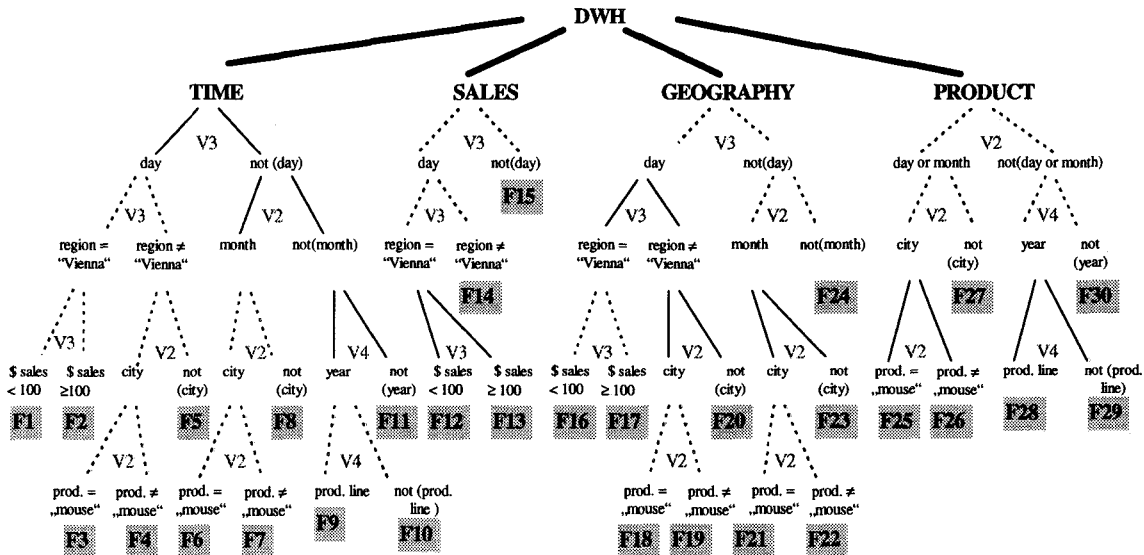 DWH
TIME SALES GEOGRAPHY PRODUCT
V3 V3 V3 V2
day not (day) day not(day) day not(day) day or month not(day or month)
F15
V3 V2 V3 V3 V2 V2 V4
region = region ≠ month not(month) region = region ≠ region = region ≠ month not(month) city not year not
"Vienna" "Vienna" "Vienna" "Vienna" "Vienna" "Vienna" (city) (year)
F14 F24 F27 F30
V3 V2 V2 V4 V3 V3 V2 V2 V2 V4
$ sales $ sales city not city not year not $ sales $ sales $ sales $ sales city not city not prod. = prod. ≠ prod. line not (prod.
< 100 ≥100 (city) (city) (year) < 100 ≥ 100 < 100 ≥ 100 (city) (city) „mouse“ „mouse“ line)
F1 F2 F5 F8 F11 F12 F13 F16 F17 F20 F23 F25 F26 F28 F29
V2 V2 V4 V2 V2
prod. = prod. ≠ prod. = prod. ≠ prod. line not (prod. prod. = prod. ≠ prod. = prod. ≠
„mouse“ „mouse“ „mouse“ „mouse“ line ) „mouse“ „mouse“ „mouse“ „mouse“
F3 F4 F6 F7 F9 F10 F18 F19 F21 F22